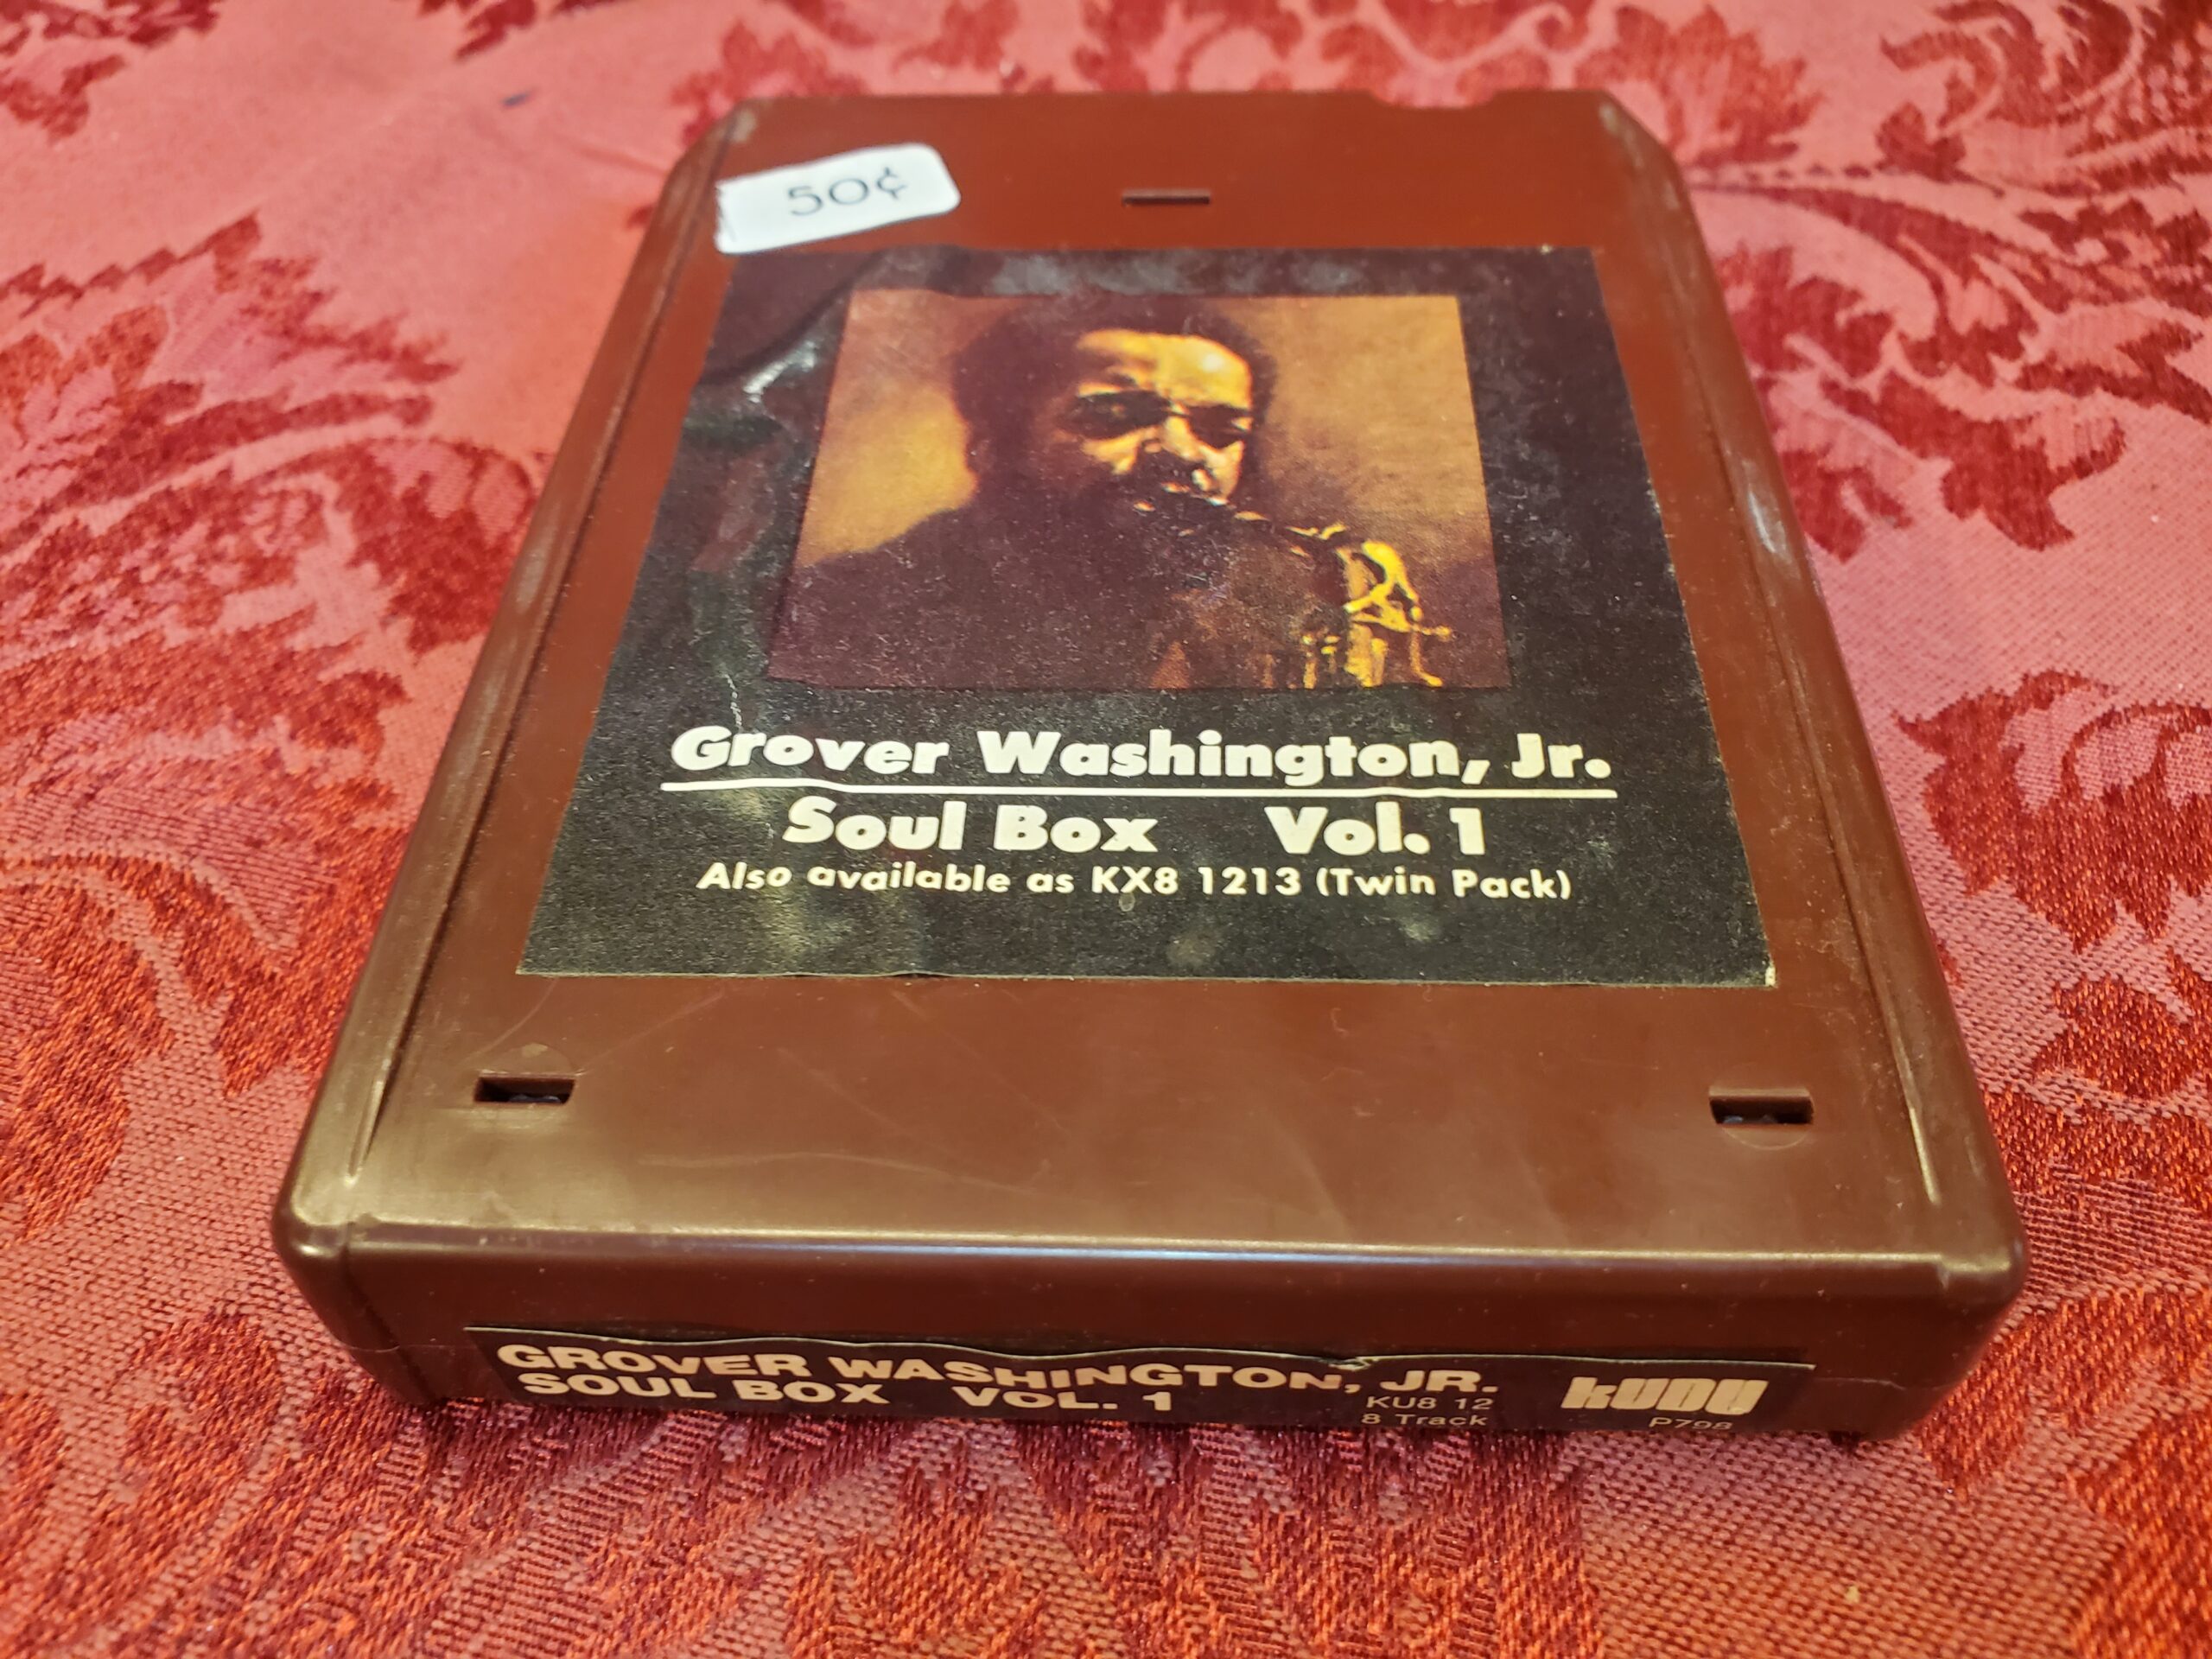 50¢
Grover Washington, Jr.
Soul Box Vol. 1
Also available as KX8 1213 (Twin Pack)
GROVER WASHINGTON, JR.
SOUL BOX VOL. 1
KU8 12
8 Track
KUDU
P798